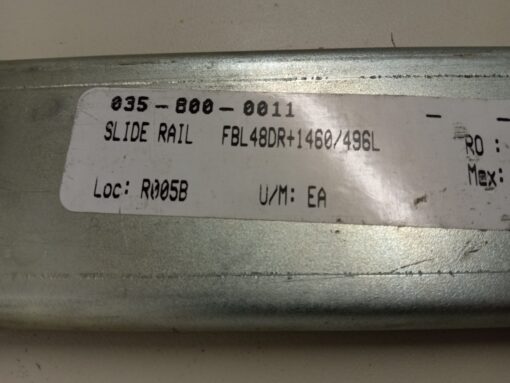 035-800-0011 - -
SLIDE RAIL FBL48DR+1460/496L RO :
Max:
Loc: R005B U/M: EA